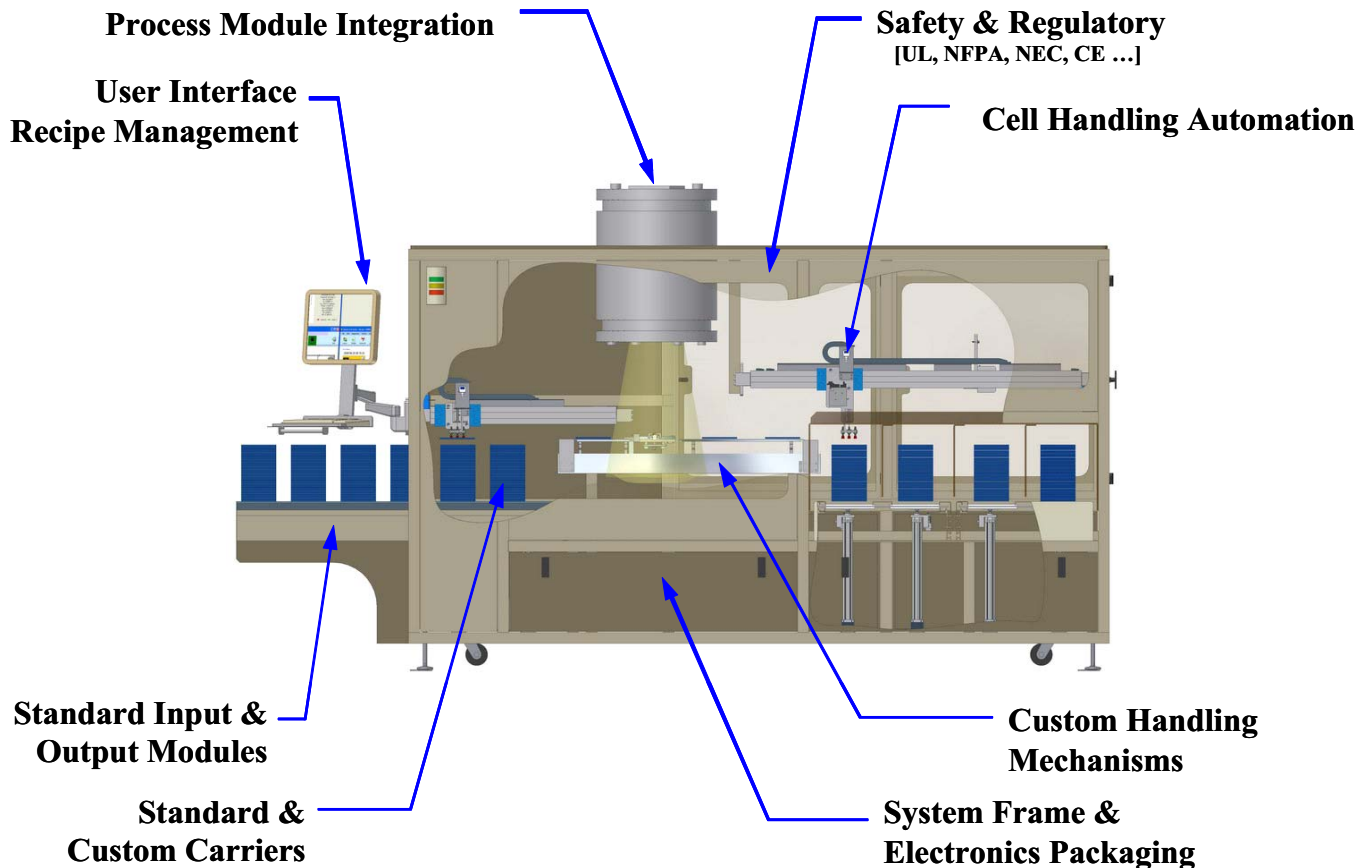 Process Module Integration
Safety & Regulatory
[UL, NFPA, NEC, CE …]
User Interface
Recipe Management
Cell Handling Automation
Standard Input &
Output Modules
Custom Handling
Mechanisms
Standard &
Custom Carriers
System Frame &
Electronics Packaging